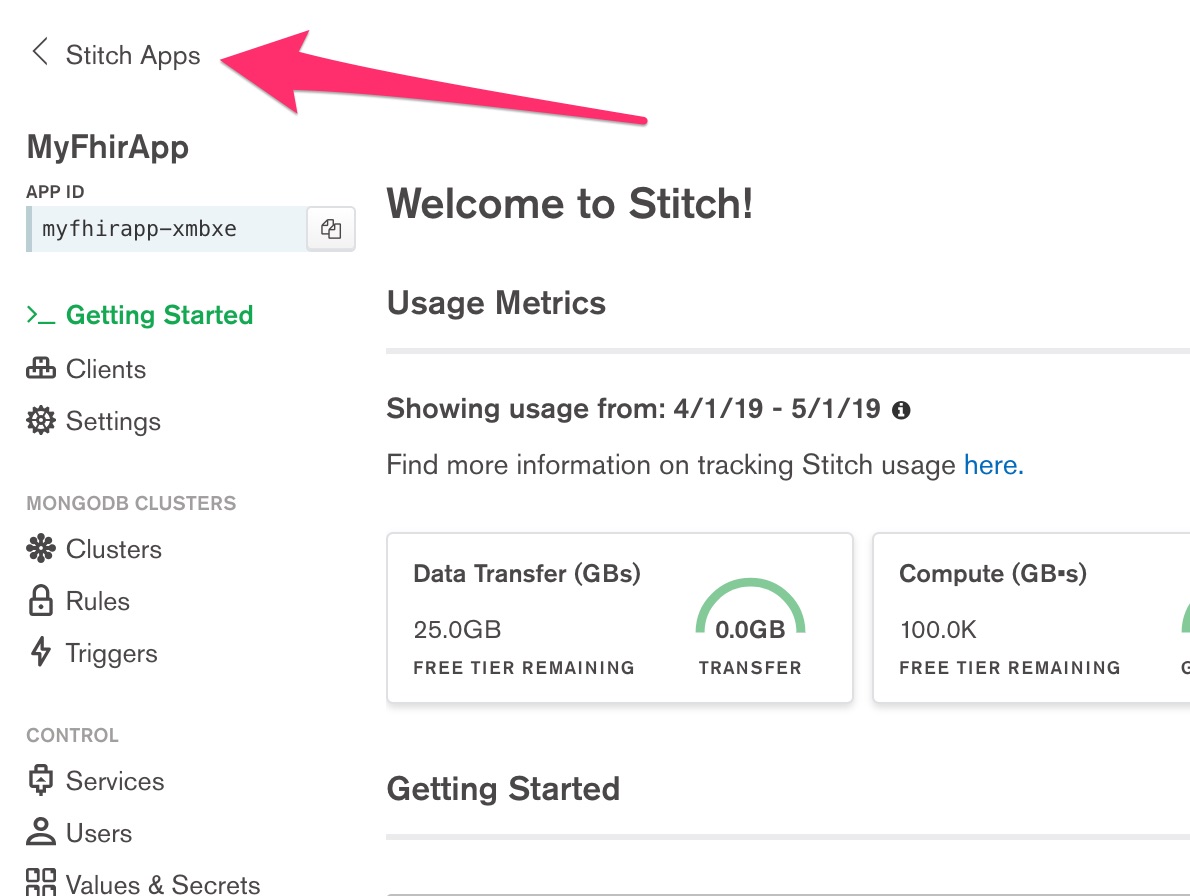 Stitch Apps
MyFhirApp
APP ID
myfhirapp-xmbxe
Getting Started
Clients
Settings
MONGODB CLUSTERS
Clusters
Rules
Triggers
CONTROL
Services
Users
Values & Secrets
Welcome to Stitch!
Usage Metrics
Showing usage from: 4/1/19 - 5/1/19
Find more information on tracking Stitch usage here.
Data Transfer (GBs)
25.0GB
FREE TIER REMAINING
0.0GB
TRANSFER
Compute (GB▪s)
100.0K
FREE TIER REMAINING
Getting Started